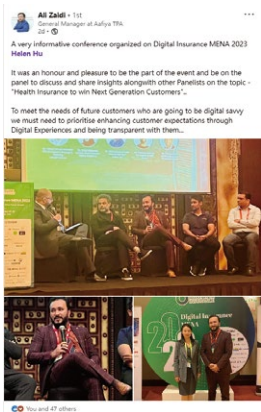 Ali Zaidi • 1st
General Manager at Aafiya TPA
2d •
A very informative conference organized on Digital Insurance MENA 2023
Helen Hu
It was an honour and pleasure to be the part of the event and be on the
panel to discuss and share insights alongwith other Panelists on the topic -
"Health Insurance to win Next Generation Customers"..
To meet the needs of future customers who are going to be digital savvy
we must need to prioritise enhancing customer expectations through
Digital Experiences and being transparent with them...
Digital Insurance
MENA
You and 47 others